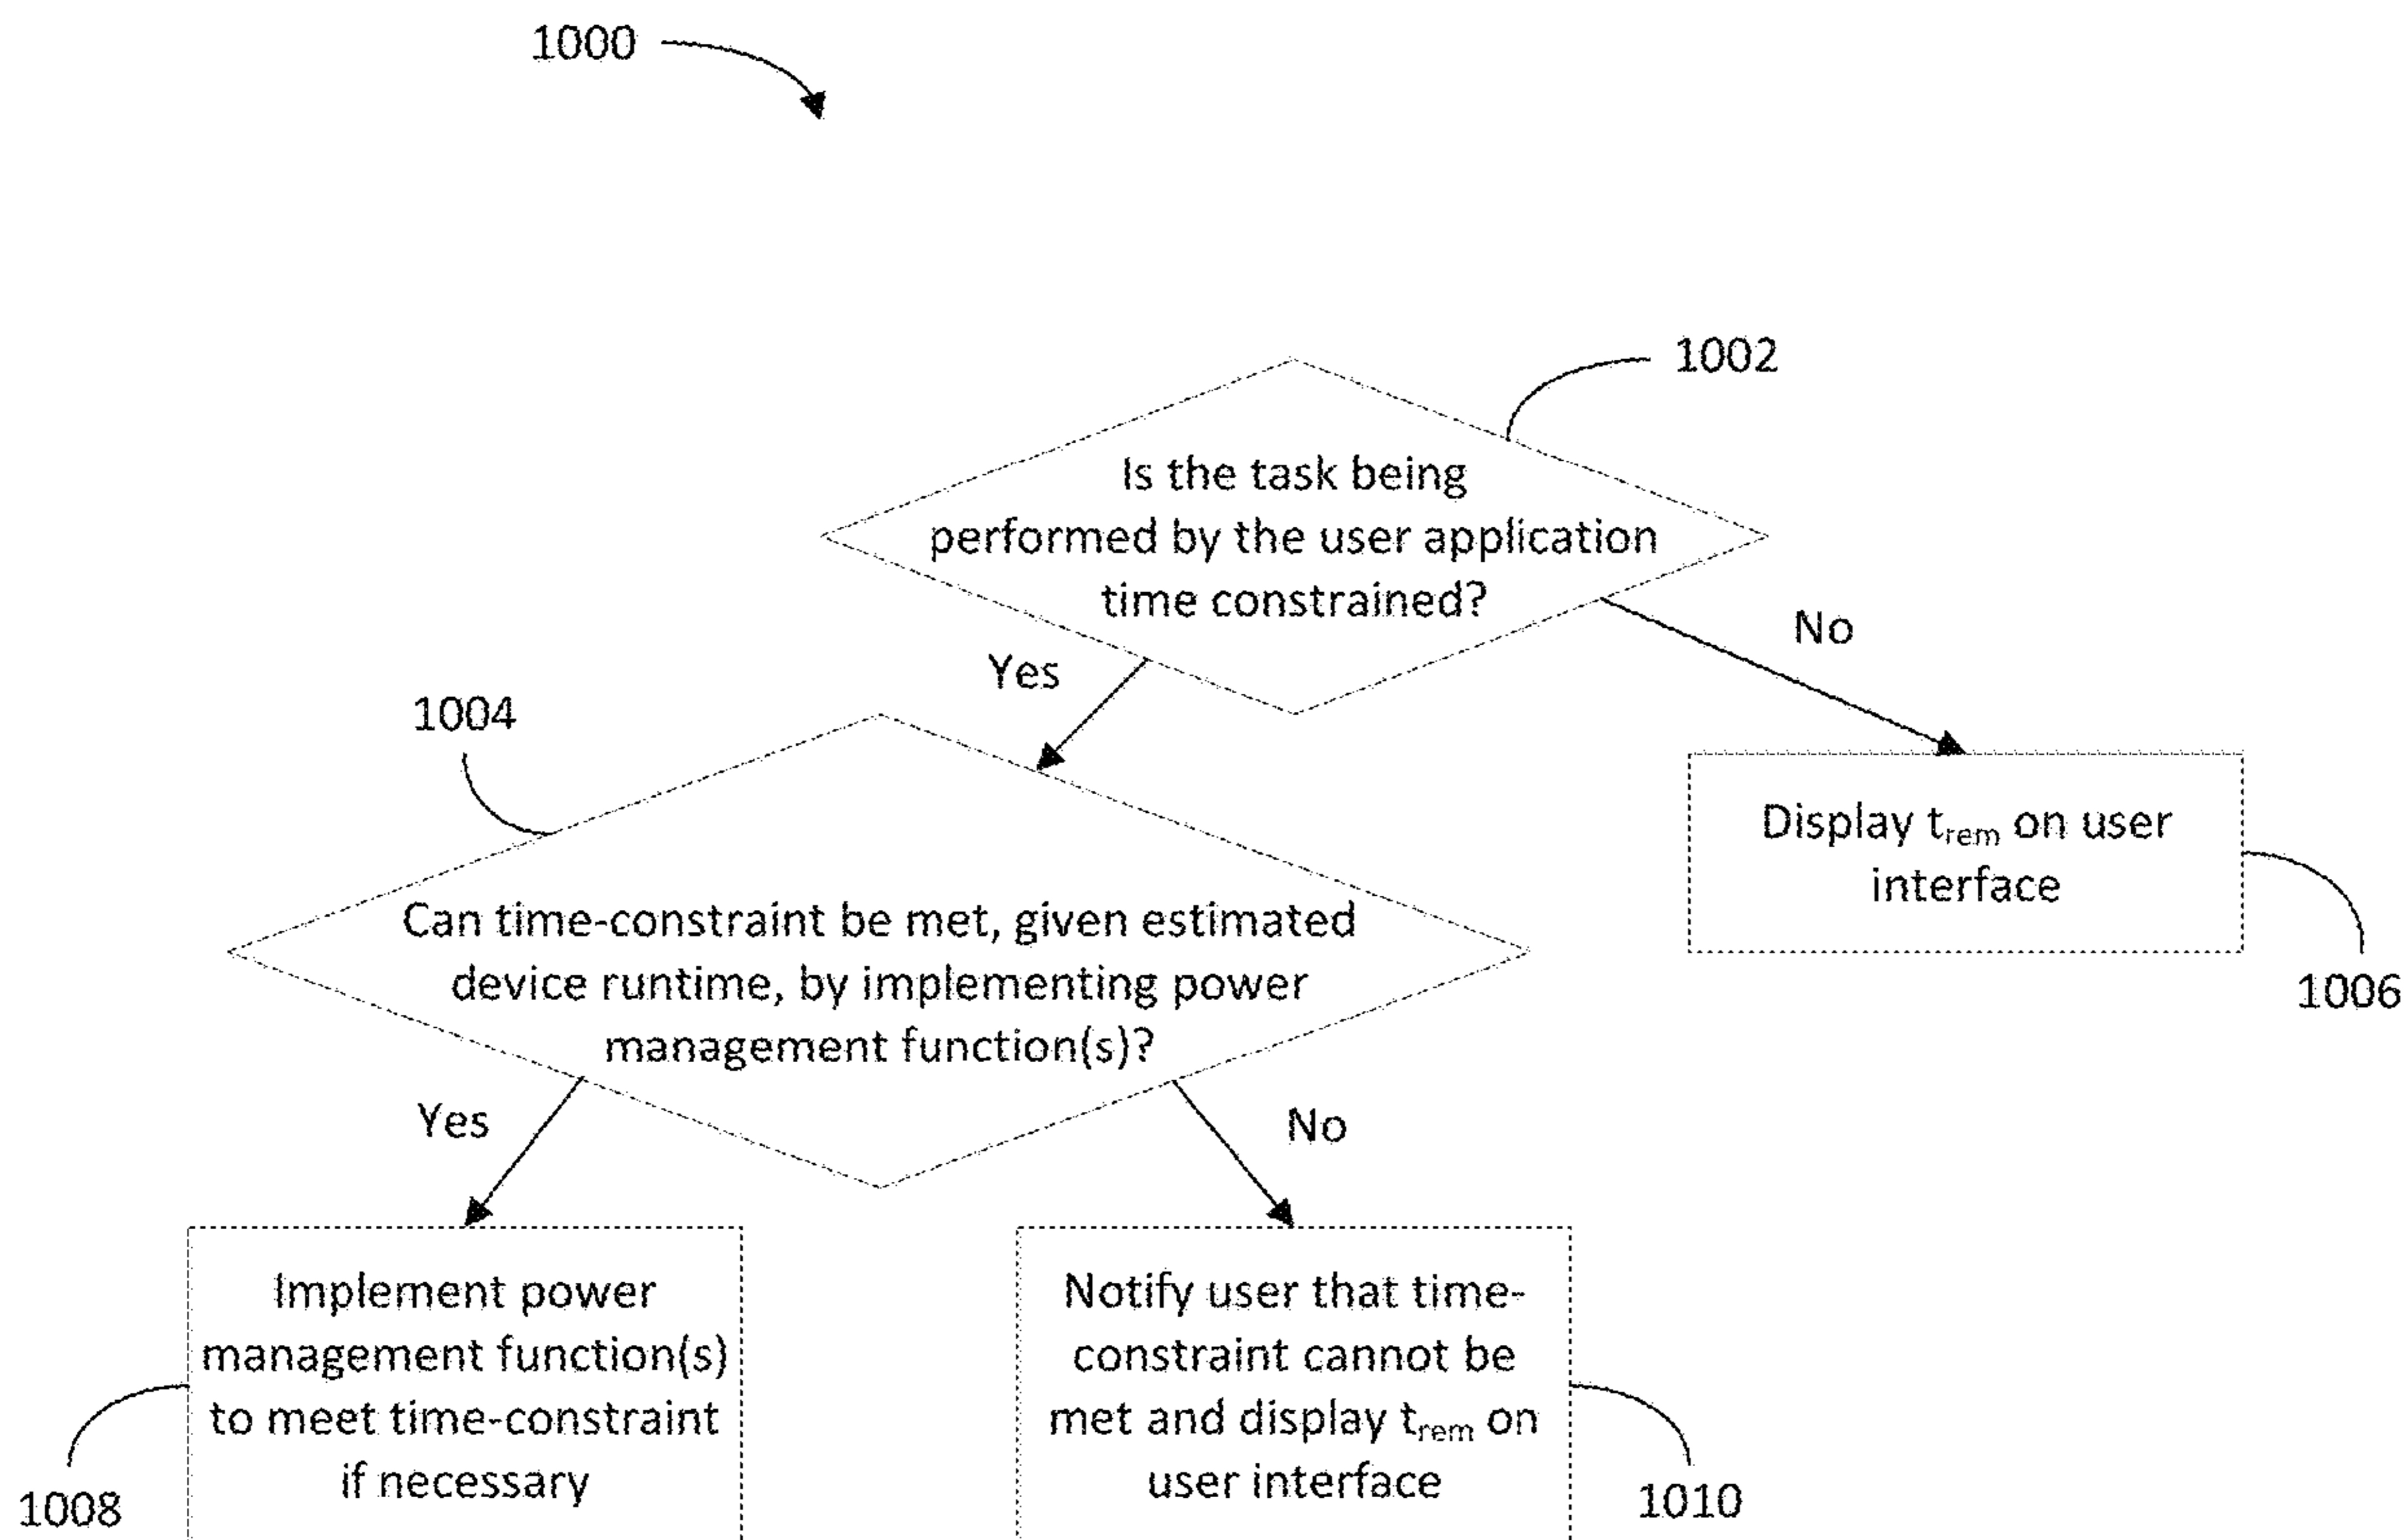 1000
1002
Is the task being
performed by the user application
time constrained?
No
Yes
1004
Display t_rem on user
interface
1006
Can time-constraint be met, given estimated
device runtime, by implementing power
management function(s)?
Yes
No
Implement power
management function(s)
to meet time-constraint
if necessary
1008
Notify user that time-
constraint cannot be
met and display t_rem on
user interface
1010